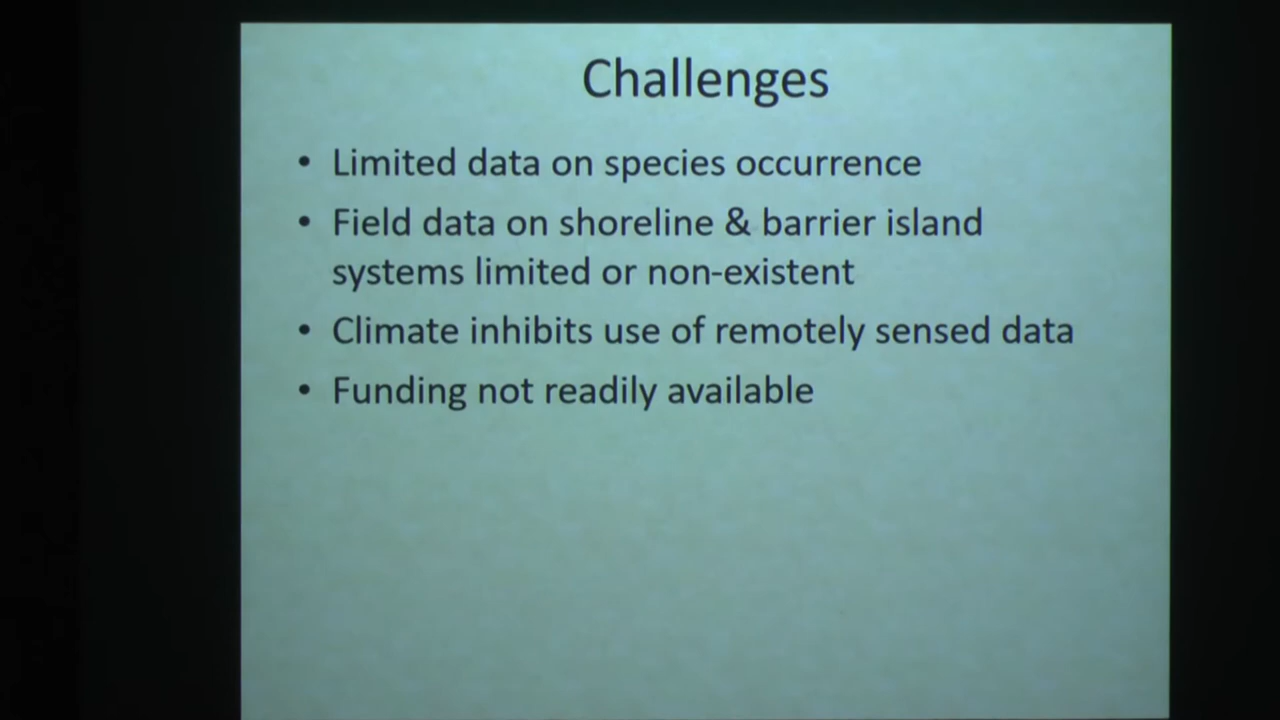 Challenges
• Limited data on species occurrence
• Field data on shoreline & barrier island
systems limited or non-existent
• Climate inhibits use of remotely sensed data
• Funding not readily available